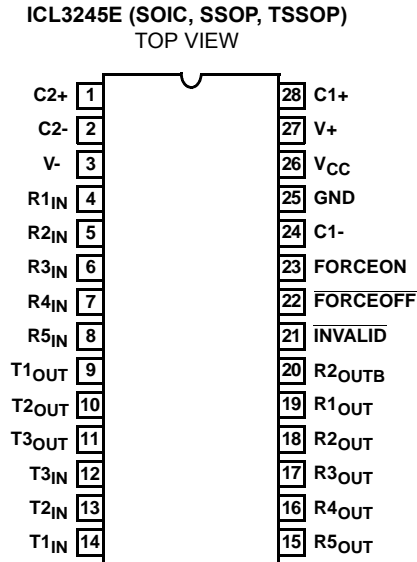 ICL3245E (SOIC, SSOP, TSSOP)
TOP VIEW
C2+ 1 28 C1+
C2- 2 27 V+
V- 3 26 VCC
R1IN 4 25 GND
R2IN 5 24 C1-
R3IN 6 23 FORCEON
R4IN 7 22 FORCEOFF
R5IN 8 21 INVALID
T1OUT 9 20 R2OUTB
T2OUT 10 19 R1OUT
T3OUT 11 18 R2OUT
T3IN 12 17 R3OUT
T2IN 13 16 R4OUT
T1IN 14 15 R5OUT